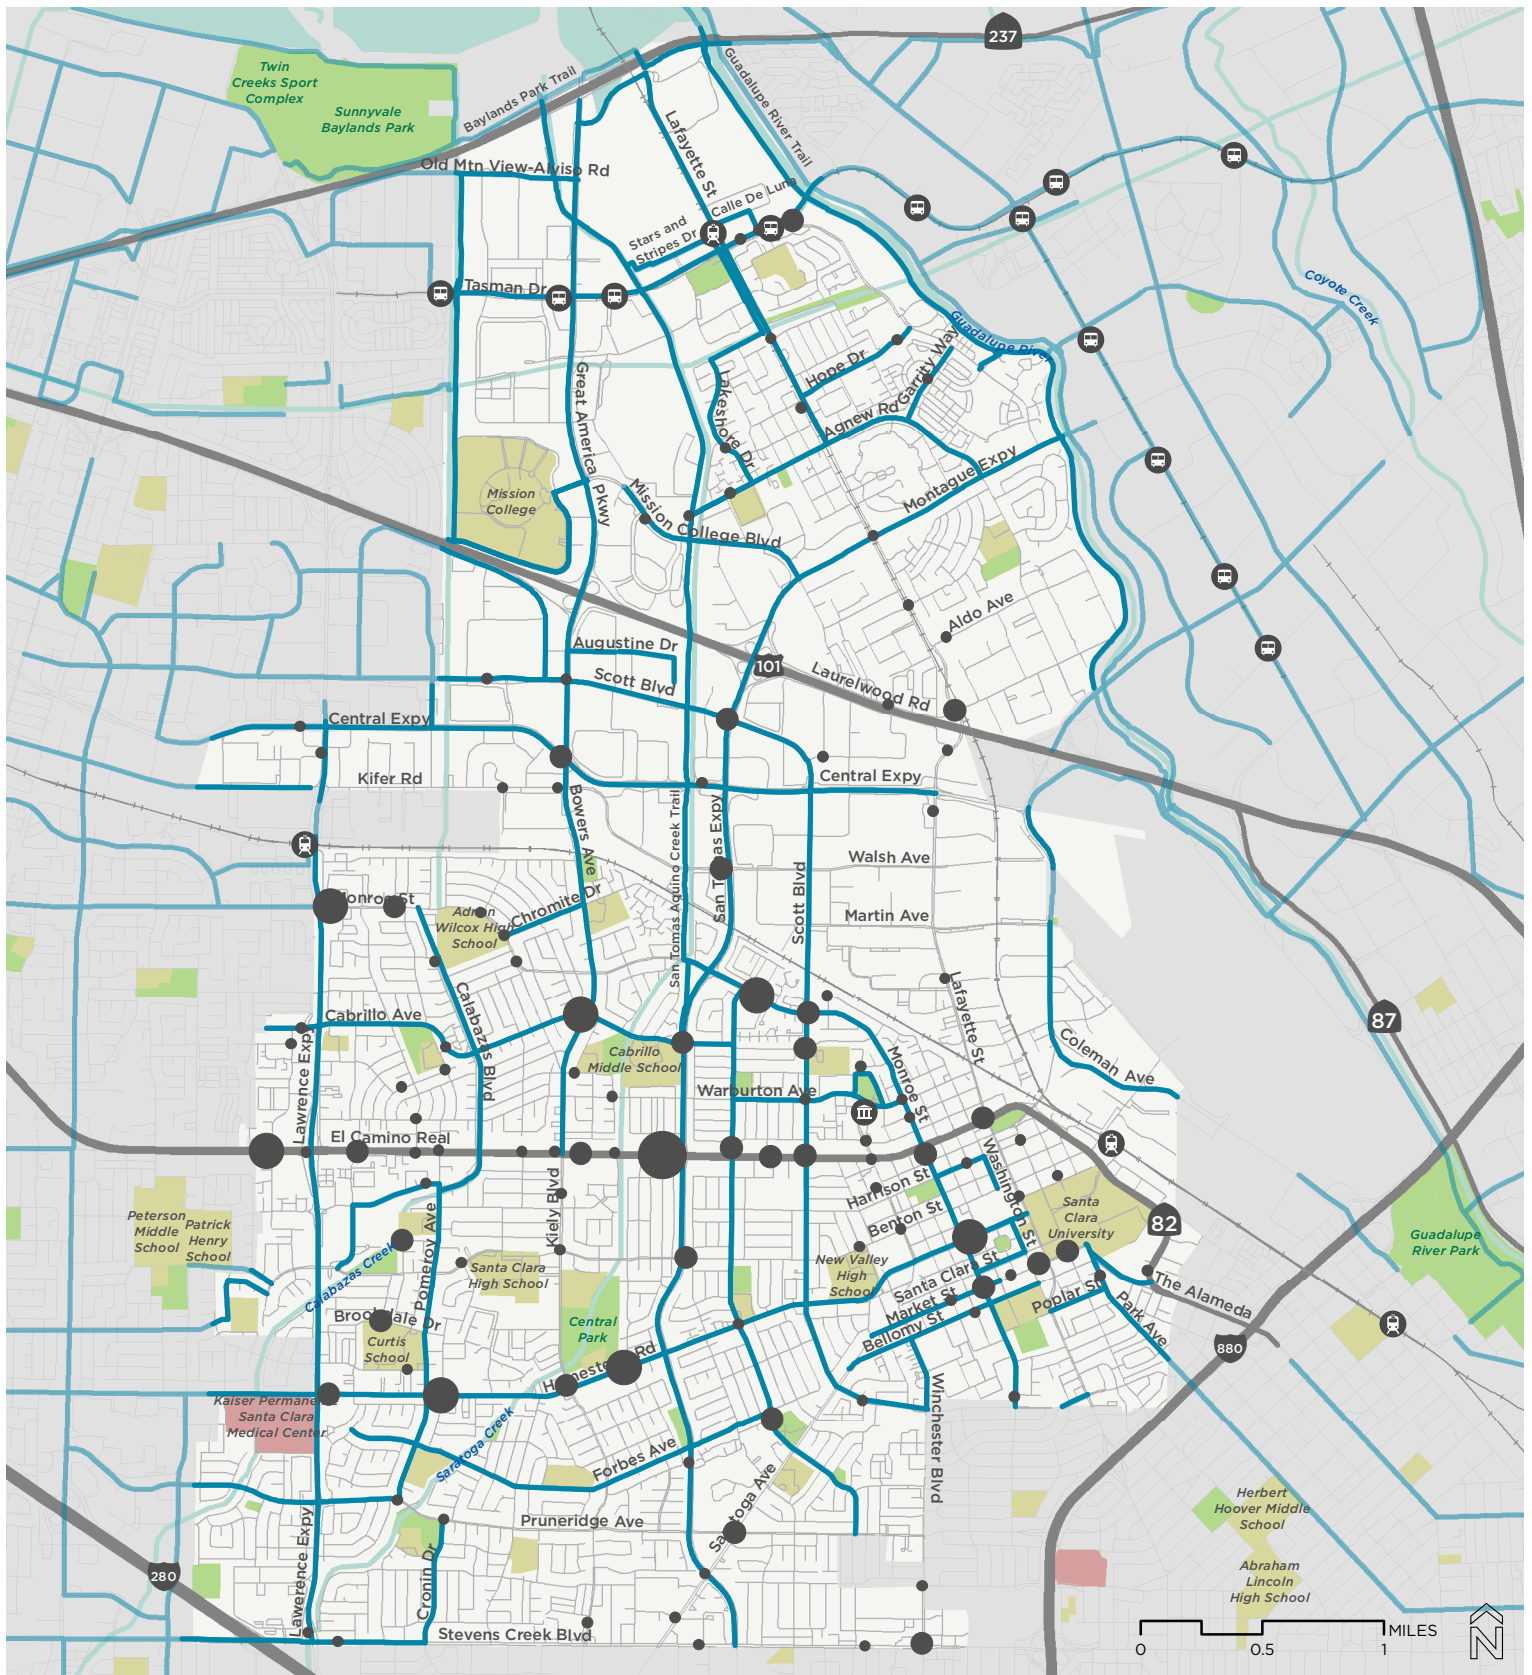 237
Twin
Creeks Sport
Complex
Sunnyvale
Baylands Park
Baylands Park Trail
Guadalupe River Trail
Lafayette St
Old Mtn View-Alviso Rd
Calle De Luna
Stars and
Stripes Dr
Tasman Dr
Coyote Creek
Guadalupe River
Great America Pkwy
Lakeshore Dr
Hope Dr
Garrity Way
Agnew Rd
Montague Expy
Mission
College
Mission College Blvd
Aldo Ave
Augustine Dr
101
Scott Blvd
Laurelwood Rd
Central Expy
Kifer Rd
Central Expy
Bowers Ave
San Tomas Aquino Creek Trail
San T as Expy
Scott Blvd
Walsh Ave
Martin Ave
onroe St
Adrian
Wilcox High
School
Chromite Dr
Calabazas Blvd
Lafayette St
87
Cabrillo Ave
Lawrence Expy
Cabrillo
Middle School
Monroe St
Coleman Ave
Warburton Ave
El Camino Real
Washington St
Harrison St
Benton St
Kiely Blvd
Peterson
Middle
School
Patrick
Henry
School
Pomeroy Ave
Santa
Clara
University
82
Guadalupe
River Park
Calabazas Creek
Santa Clara
High School
New Valley
High
School
Santa Clara St
Market St
Bellomy St
Poplar St
Park Ave
The Alameda
Brookdale Dr
Curtis
School
Central
Park
880
H mest Rd
Kaiser Permanente
Santa Clara
Medical Center
Saratoga Creek
Forbes Ave
Winchester Blvd
Saratoga Ave
Pruneridge Ave
Herbert
Hoover Middle
School
Abraham
Lincoln
High School
280
Lawerence Expy
Cronin Dr
Stevens Creek Blvd
MILES
0
0.5
1
N